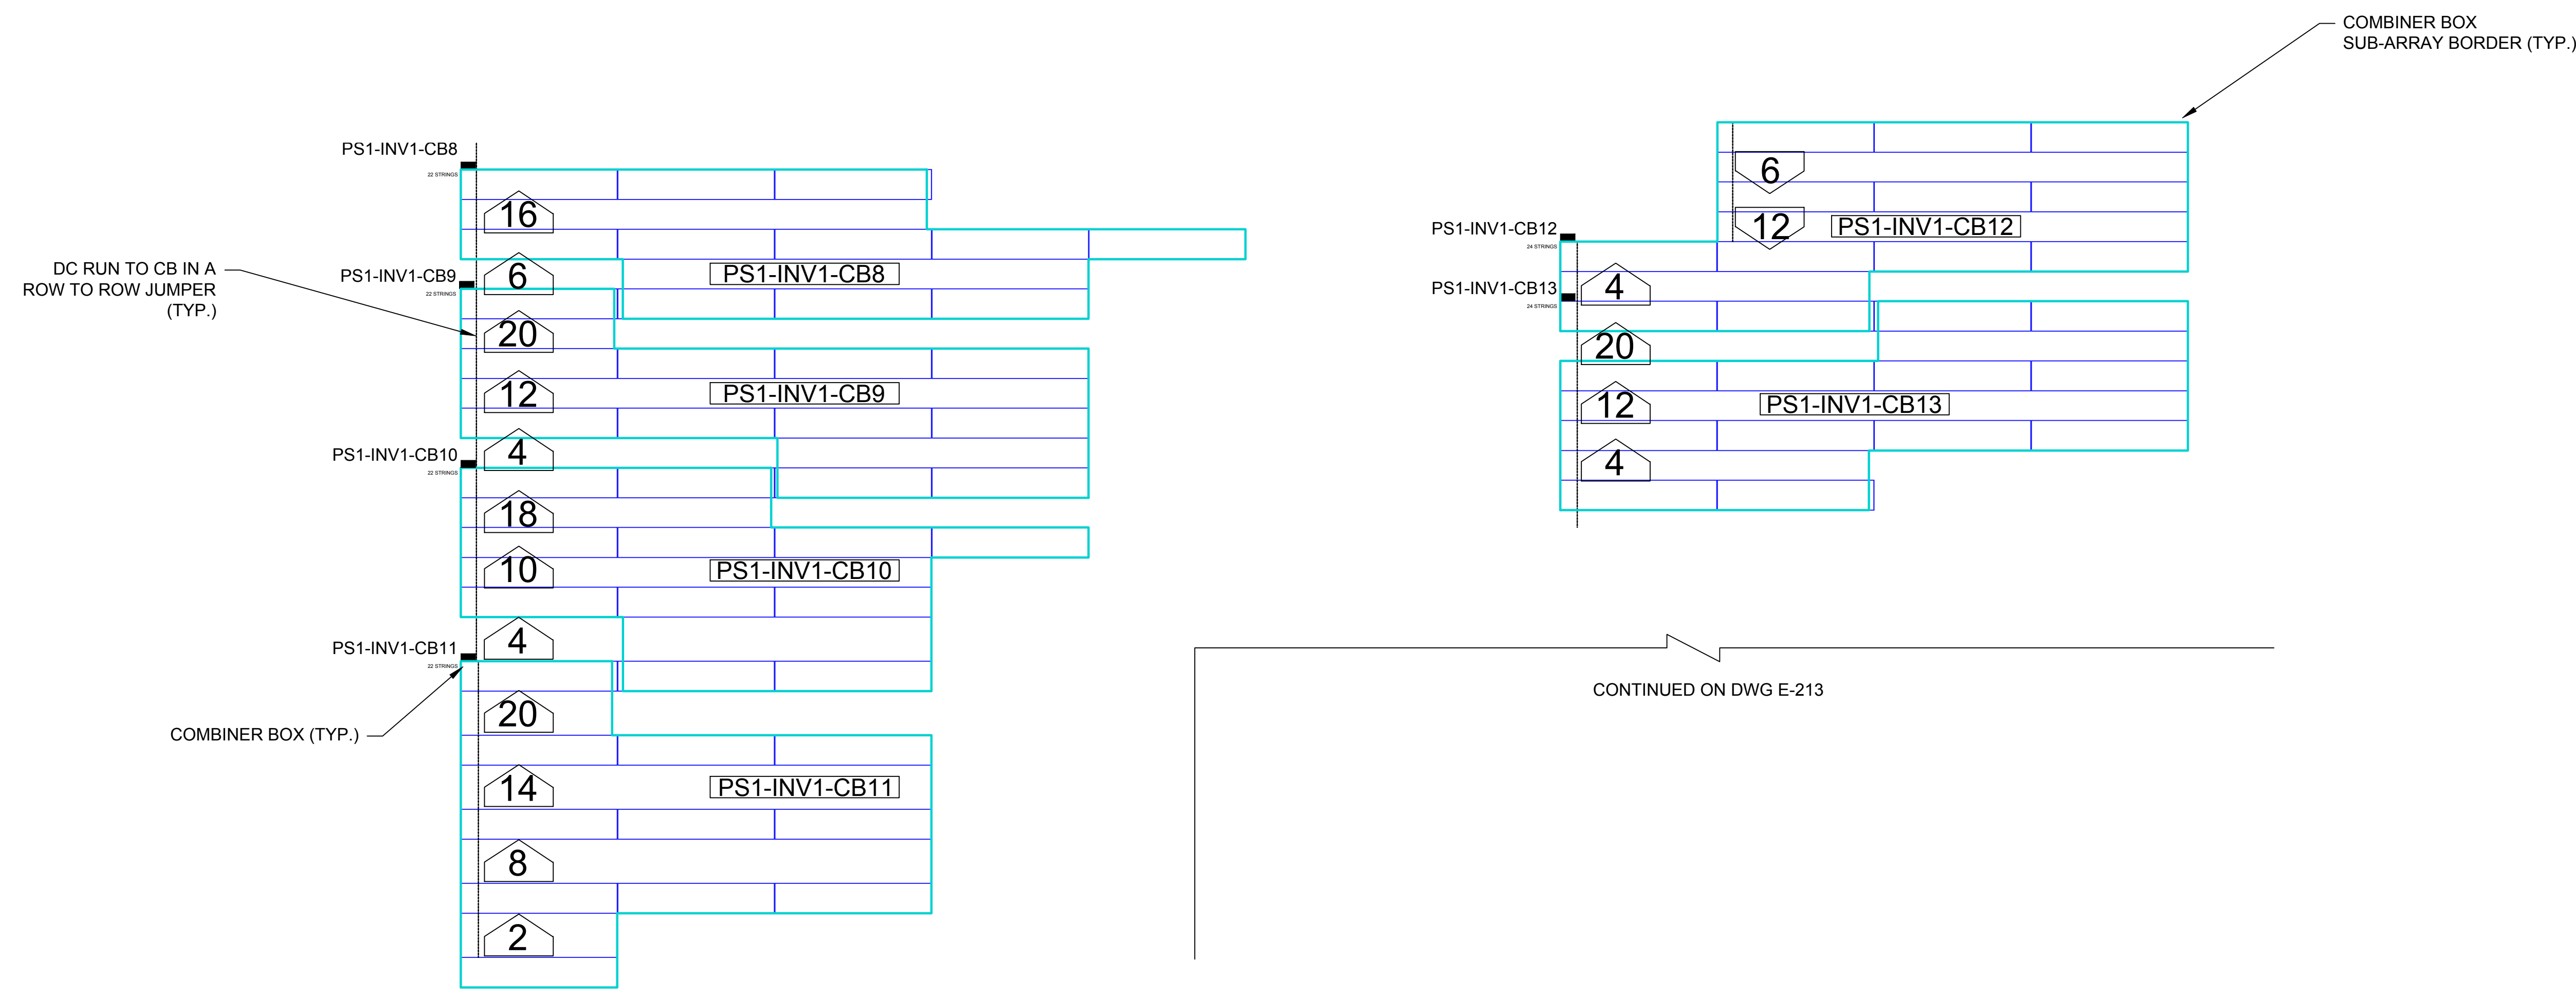 COMBINER BOX
SUB-ARRAY BORDER (TYP.)
PS1-INV1-CB8
22 STRINGS
16
6
PS1-INV1-CB8
DC RUN TO CB IN A
ROW TO ROW JUMPER
(TYP.)
PS1-INV1-CB9
22 STRINGS
20
12
PS1-INV1-CB9
4
PS1-INV1-CB10
22 STRINGS
18
10
PS1-INV1-CB10
4
PS1-INV1-CB11
22 STRINGS
20
COMBINER BOX (TYP.)
14
PS1-INV1-CB11
8
2
6
12
PS1-INV1-CB12
PS1-INV1-CB12
24 STRINGS
4
PS1-INV1-CB13
24 STRINGS
20
12
PS1-INV1-CB13
4
CONTINUED ON DWG E-213